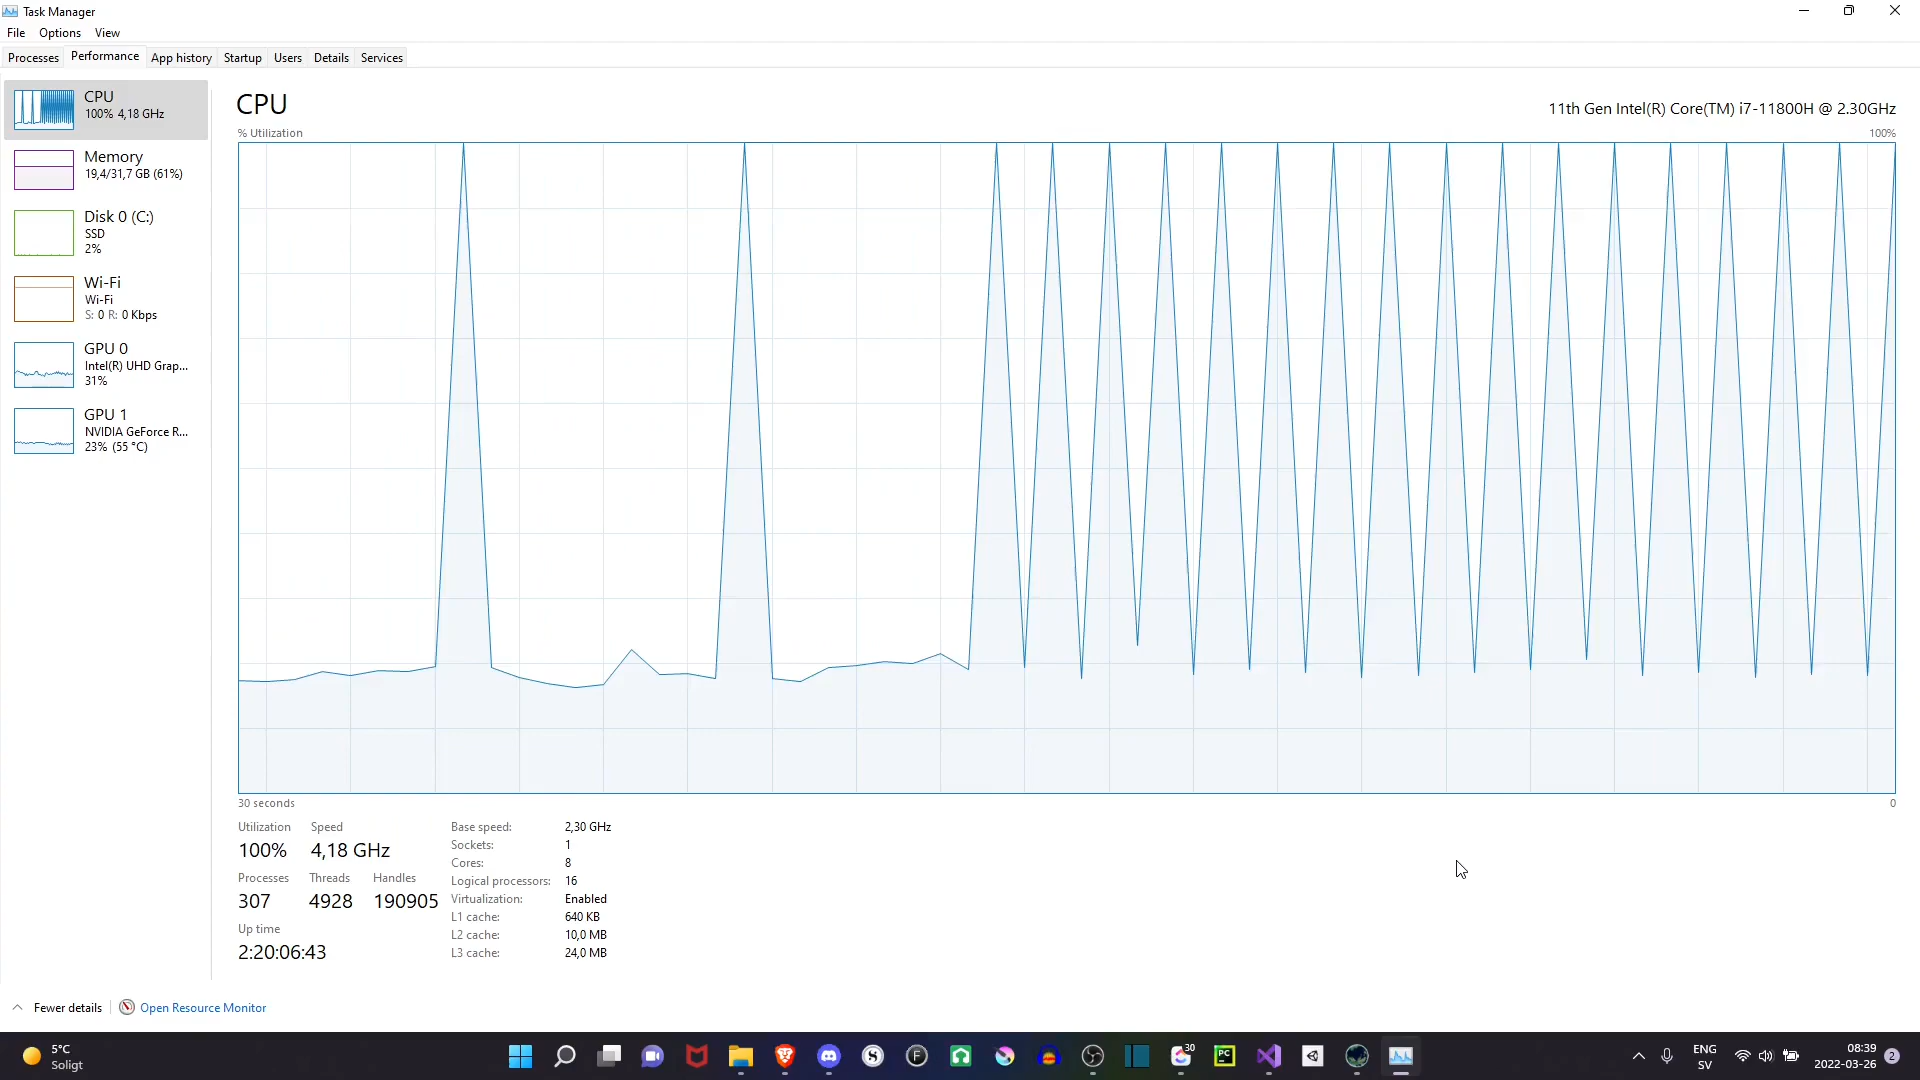 Task Manager
File Options View
Processes Performance App history Startup Users Details Services
CPU
100% 4,18 GHz
Memory
19,4/31,7 GB (61%)
Disk 0 (C:)
SSD
2%
Wi-Fi
Wi-Fi
S: 0 R: 0 Kbps
GPU 0
Intel(R) UHD Grap...
31%
GPU 1
NVIDIA GeForce R...
23% (55 °C)
CPU
11th Gen Intel(R) Core(TM) i7-11800H @ 2.30GHz
% Utilization
100%
30 seconds
0
Utilization Speed
100% 4,18 GHz
Processes Threads Handles
307 4928 190905
Up time
2:20:06:43
Base speed: 2,30 GHz
Sockets: 1
Cores: 8
Logical processors: 16
Virtualization: Enabled
L1 cache: 640 KB
L2 cache: 10,0 MB
L3 cache: 24,0 MB
Fewer details Open Resource Monitor
5°C
Soligt
S
F
30
PC
ENG
SV
08:39
2022-03-26
2